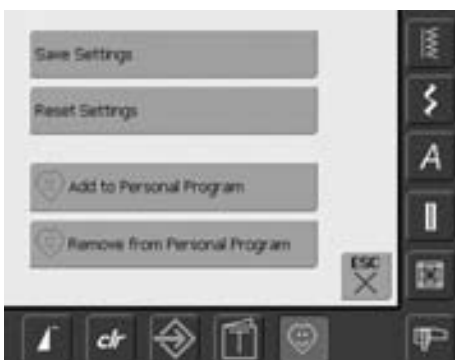 Save Settings
Reset Settings
Add to Personal Program
Remove from Personal Program
ESC
A
clr